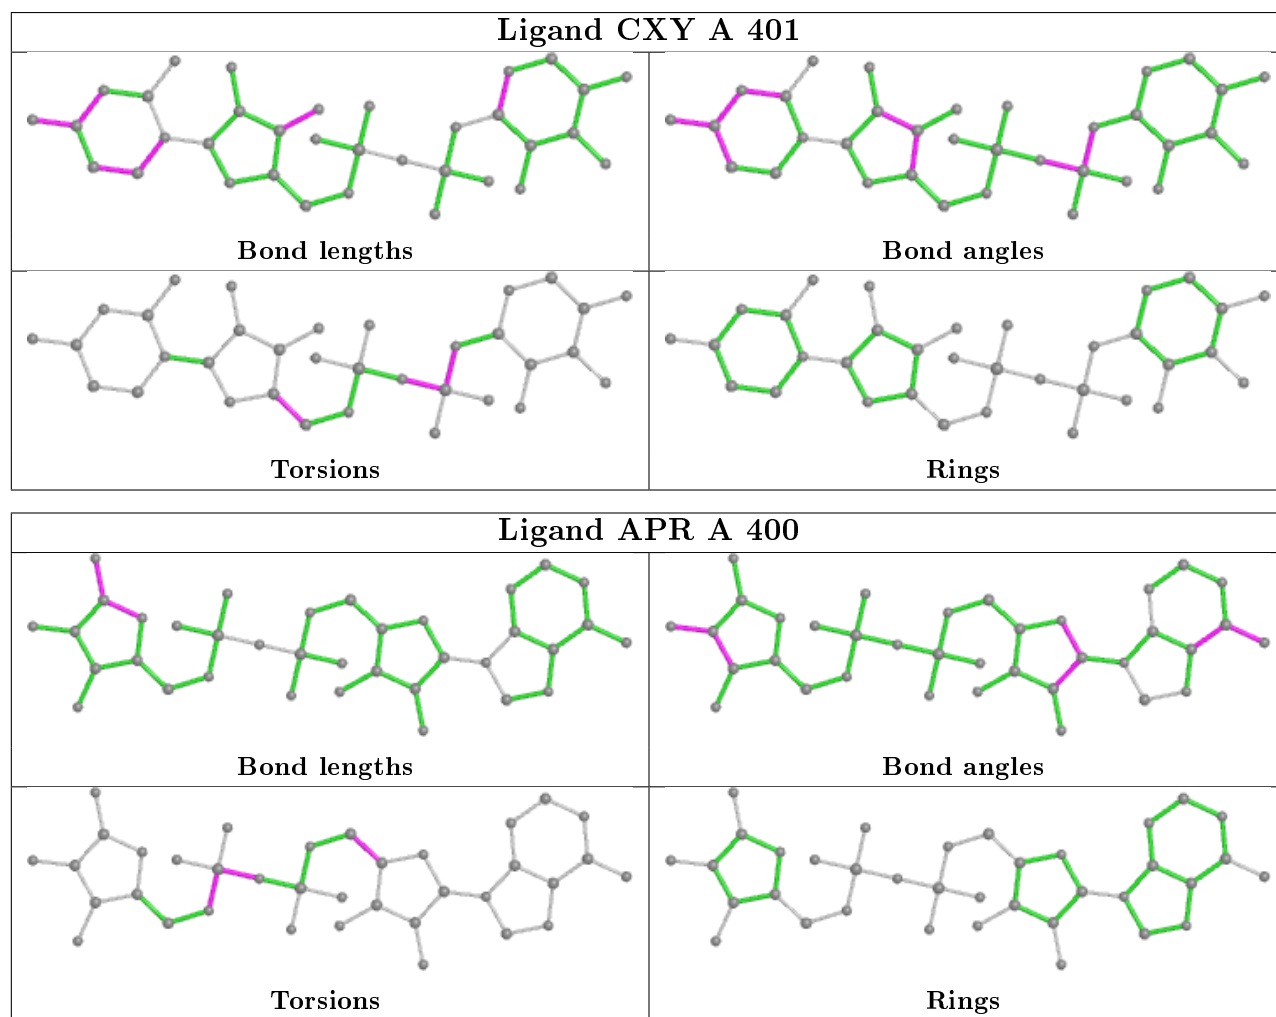 Ligand CXY A 401
Bond lengths
Bond angles
Torsions
Rings
Ligand APR A 400
Bond lengths
Bond angles
Torsions
Rings